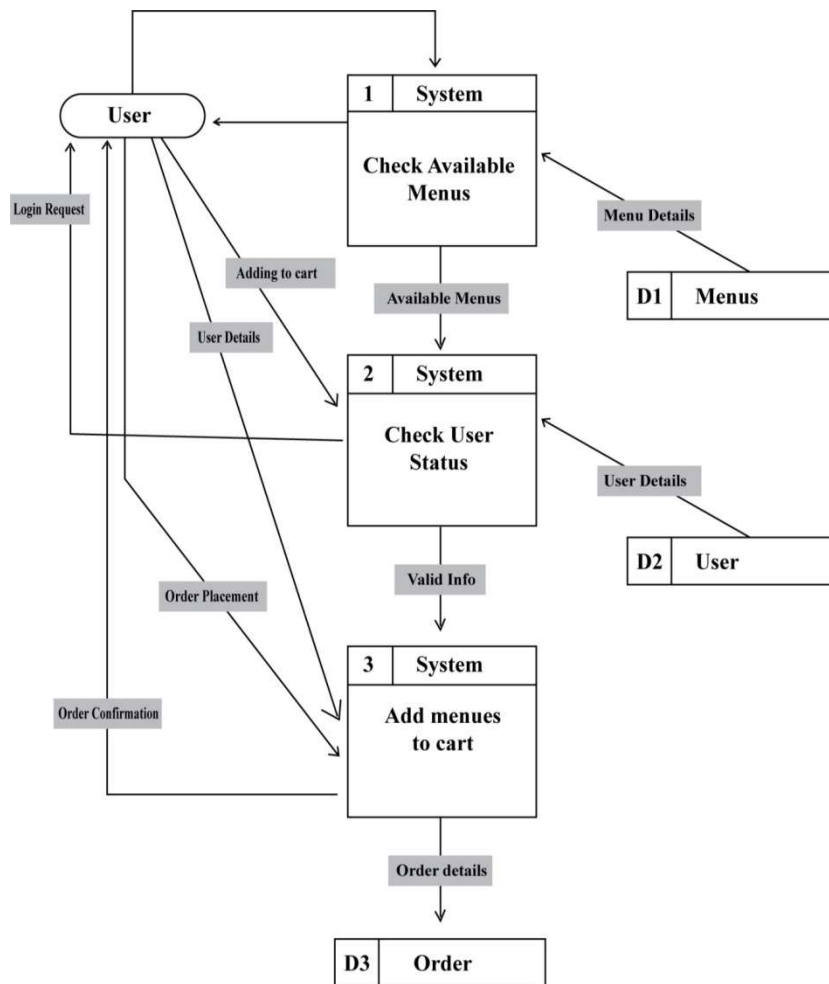 1 System
User
Check Available
Menus
Login Request
Menu Details
Adding to cart
D1 Menus
Available Menus
User Details
2 System
Check User
Status
User Details
D2 User
Valid Info
Order Placement
3 System
Order Confirmation
Add menues
to cart
Order details
D3 Order